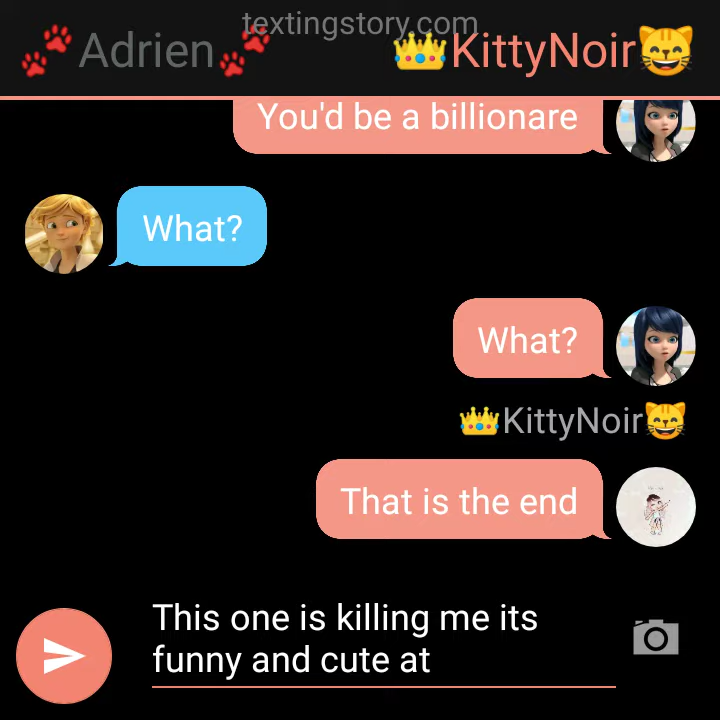 textingstory.com
Adrien KittyNoir
You'd be a billionare
What?
What?
KittyNoir
That is the end
This one is killing me its
funny and cute at